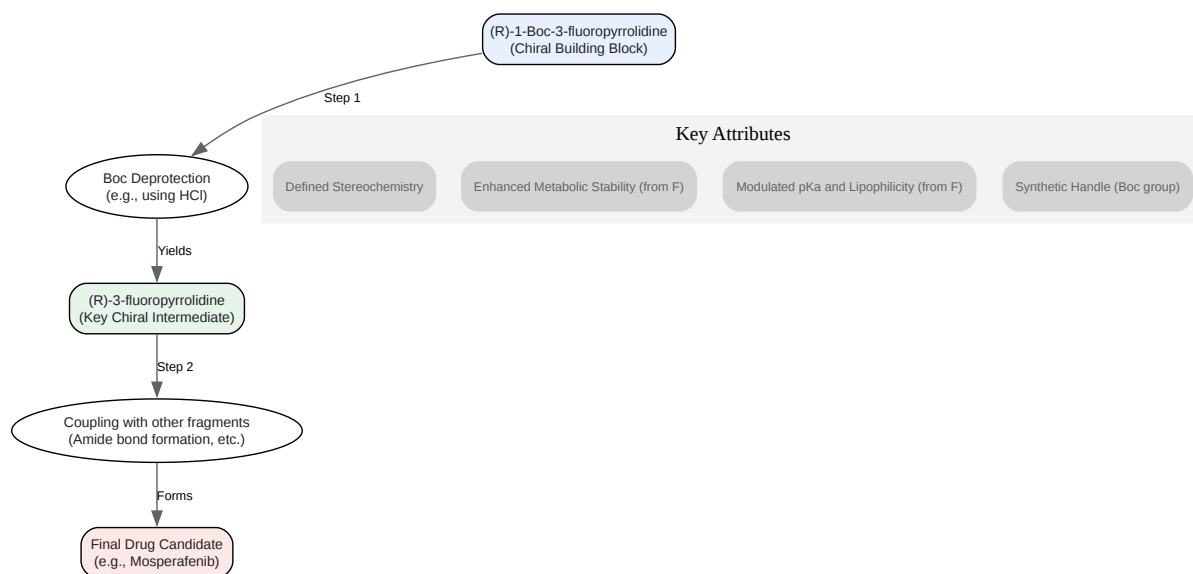 (R)-1-Boc-3-fluoropyrrolidine
(Chiral Building Block)
Step 1
Key Attributes
Defined Stereochemistry
Enhanced Metabolic Stability (from F)
Modulated pKa and Lipophilicity (from F)
Synthetic Handle (Boc group)
Boc Deprotection
(e.g., using HCl)
Yields
(R)-3-fluoropyrrolidine
(Key Chiral Intermediate)
Step 2
Coupling with other fragments
(Amide bond formation, etc.)
Forms
Final Drug Candidate
(e.g., Mosperafenib)